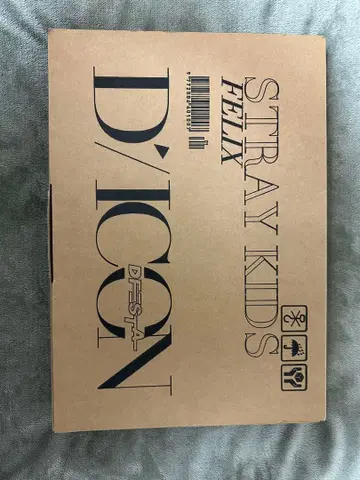 STRAY KIDS
FELIX
D'/ICON
DFESTA